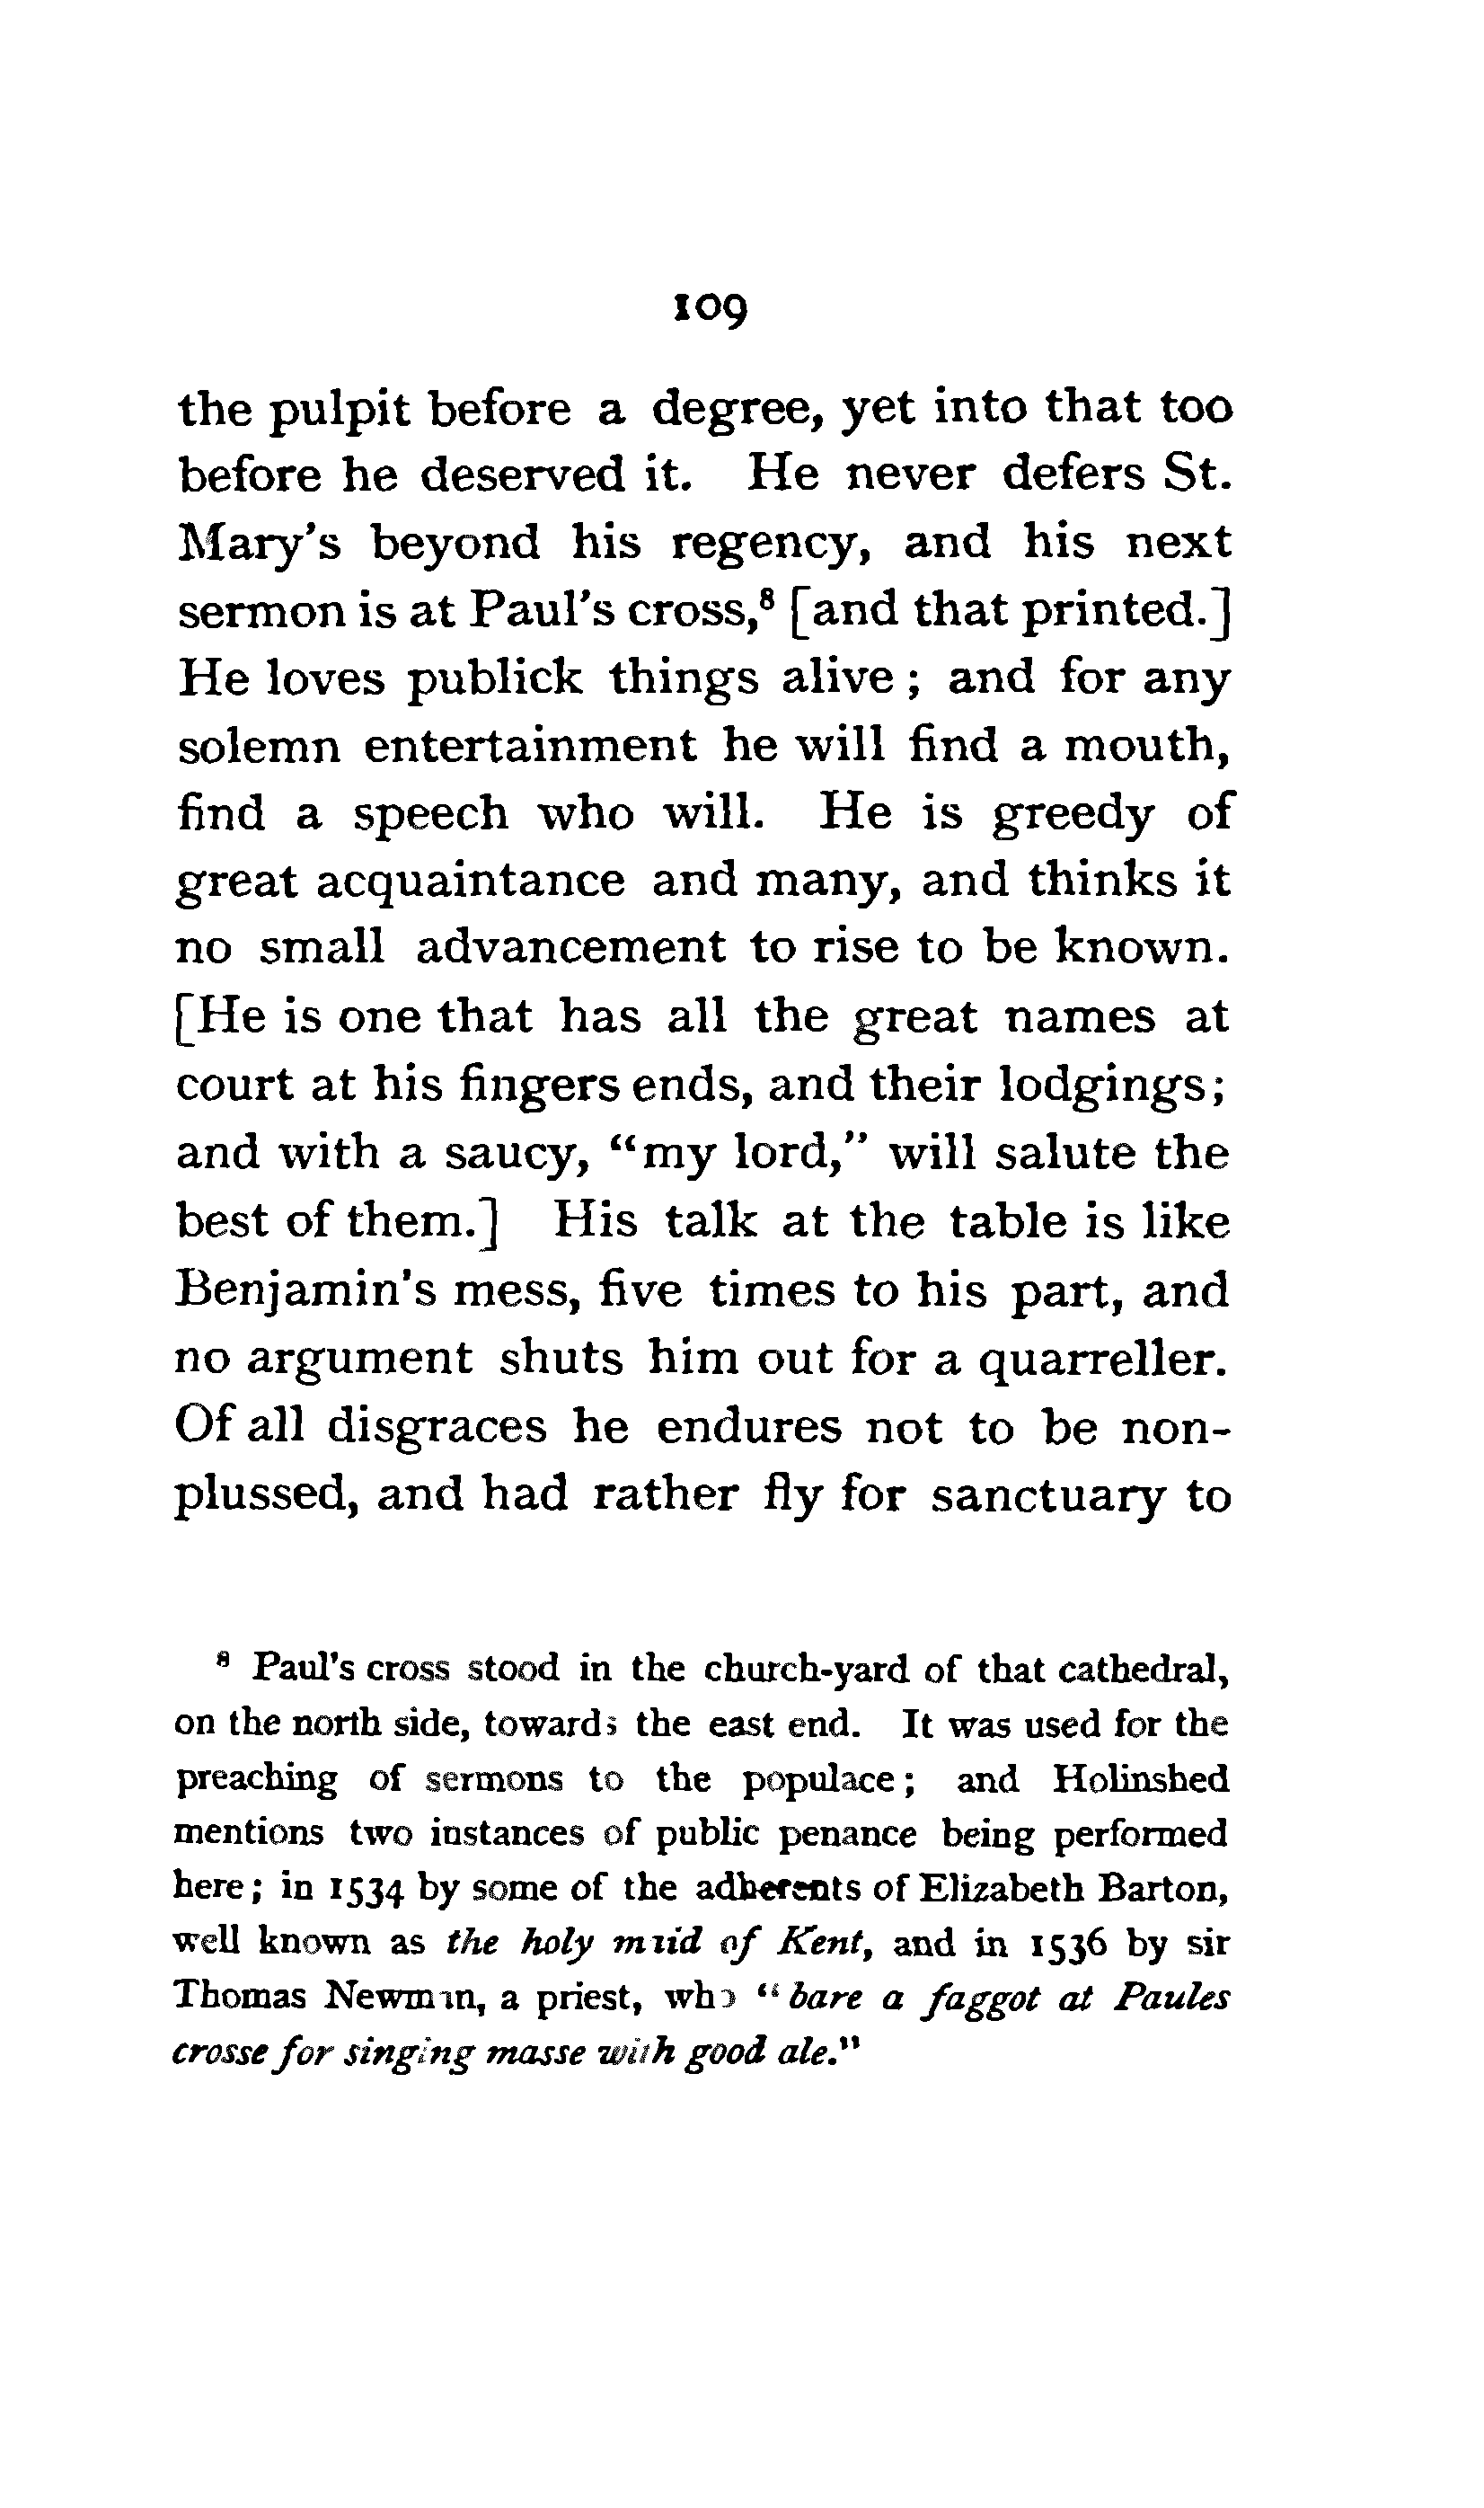 109
the pulpit before a degree, yet into that too
before he deserved it. He never defers St.
Mary's beyond his regency, and his next
sermon is at Paul's cross,⁸ [and that printed.]
He loves publick things alive; and for any
solemn entertainment he will find a mouth,
find a speech who will. He is greedy of
great acquaintance and many, and thinks it
no small advancement to rise to be known.
[He is one that has all the great names at
court at his fingers ends, and their lodgings;
and with a saucy, "my lord," will salute the
best of them.] His talk at the table is like
Benjamin's mess, five times to his part, and
no argument shuts him out for a quarreller.
Of all disgraces he endures not to be non-
plussed, and had rather fly for sanctuary to
⁸ Paul's cross stood in the church-yard of that cathedral,
on the north side, towards the east end. It was used for the
preaching of sermons to the populace; and Holinshed
mentions two instances of public penance being performed
here; in 1534 by some of the adherents of Elizabeth Barton,
well known as the holy maid of Kent, and in 1536 by sir
Thomas Newman, a priest, who "bare a faggot at Paules
crosse for singing masse with good ale."